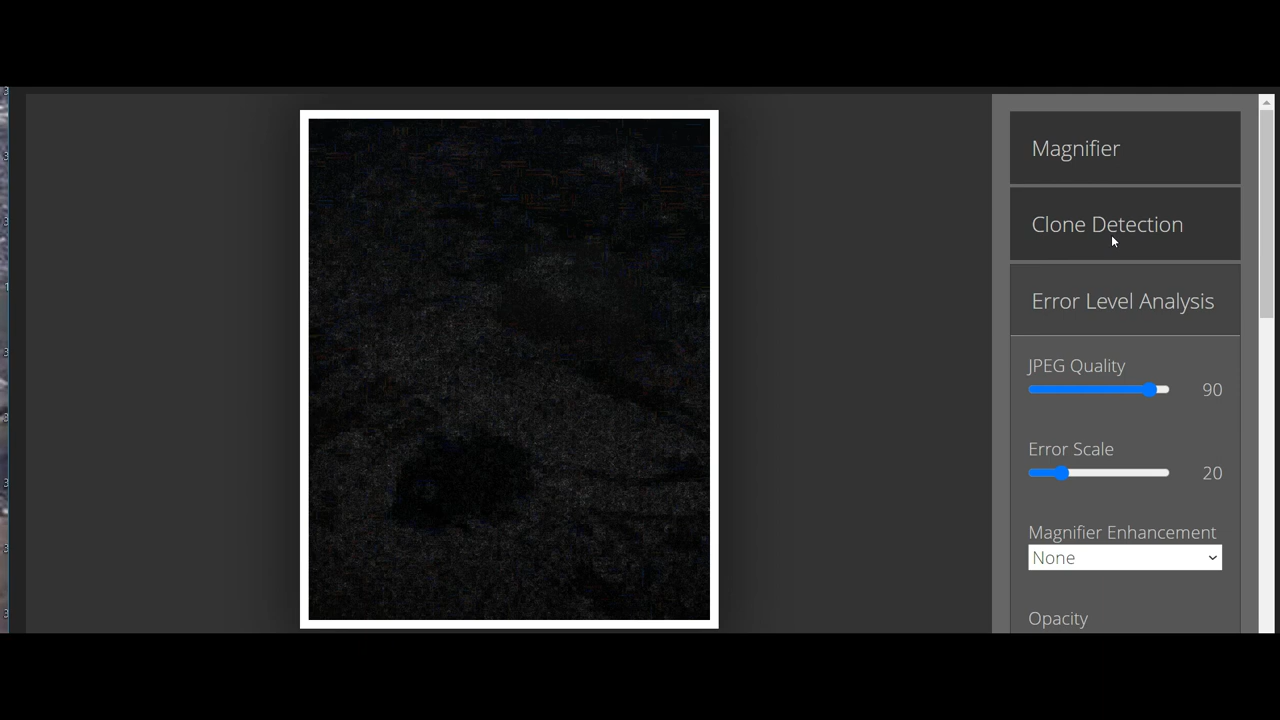 Magnifier
Clone Detection
Error Level Analysis
JPEG Quality
90
Error Scale
20
Magnifier Enhancement
None
Opacity